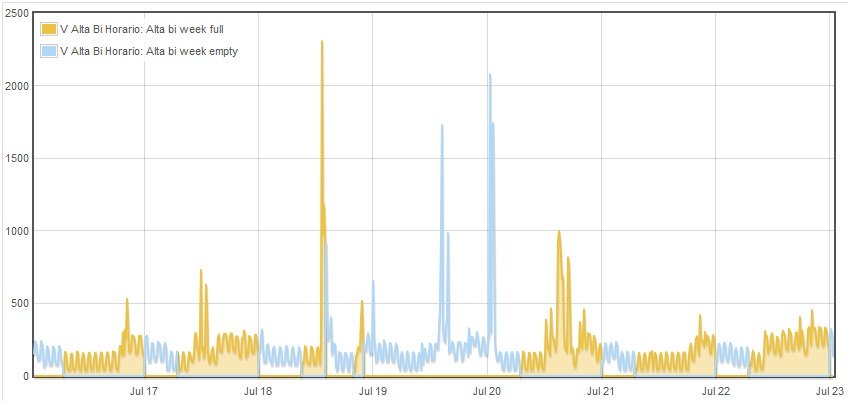 2500
V Alta Bi Horario: Alta bi week full
V Alta Bi Horario: Alta bi week empty
2000
1500
1000
500
0
Jul 17 Jul 18 Jul 19 Jul 20 Jul 21 Jul 22 Jul 23